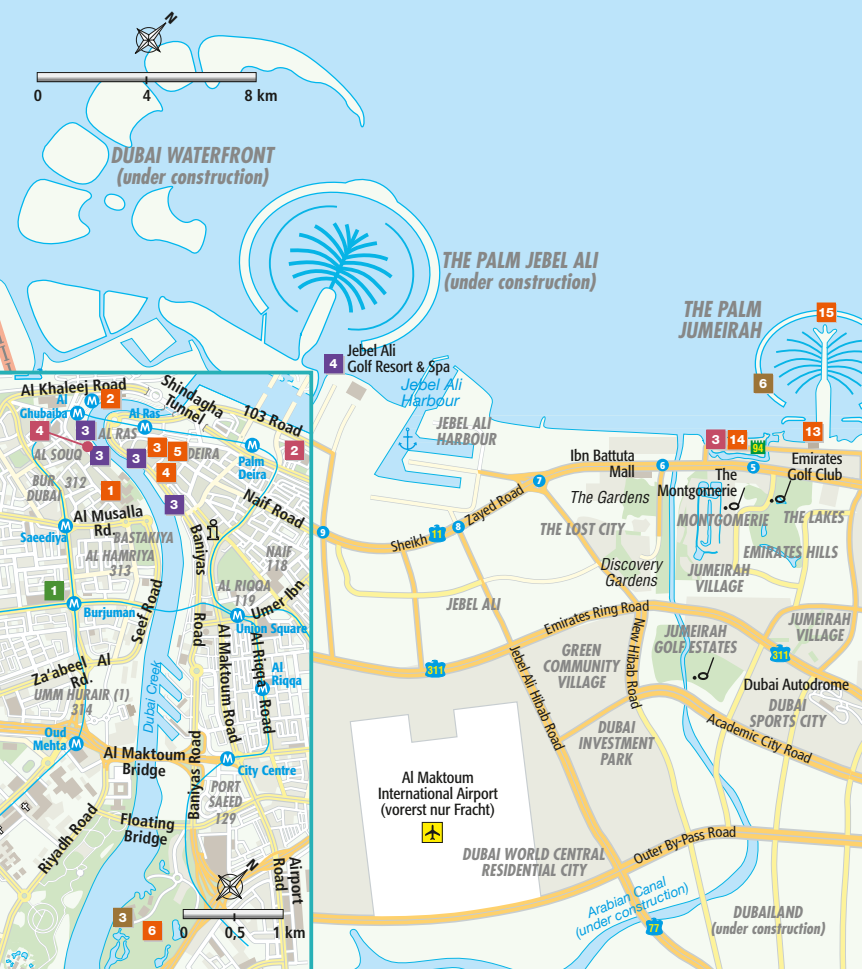 N
0 4 8 km
DUBAI WATERFRONT
(under construction)
THE PALM JEBEL ALI
(under construction)
THE PALM
JUMEIRAH
15
6
4
Jebel Ali
Golf Resort & Spa
Jebel Ali
Harbour
JEBEL ALI
HARBOUR
3
14
94
13
Ibn Battuta
Mall
6
5
The
Montgomerie
Emirates
Golf Club
7
The Gardens
8
Zayed Road
Sheikh
11
9
THE LOST CITY
MONTGOMERIE
THE LAKES
EMIRATES HILLS
Discovery
Gardens
JUMEIRAH
VILLAGE
JEBEL ALI
Emirates Ring Road
311
JUMEIRAH
GOLF ESTATES
JUMEIRAH
VILLAGE
311
GREEN
COMMUNITY
VILLAGE
New Hibab Road
Jebel Ali Hibab Road
Dubai Autodrome
DUBAI
SPORTS CITY
DUBAI
INVESTMENT
PARK
Academic City Road
Al Maktoum
International Airport
(vorerst nur Fracht)
DUBAI WORLD CENTRAL
RESIDENTIAL CITY
Outer By-Pass Road
Arabian Canal
(under construction)
77
DUBAILAND
(under construction)
Al Khaleej Road
Shindagha
Tunnel
103 Road
Al
Ghubaiba
M
M
2
Al Ras
M
4
3
AL RAS
3
3
3
5
4
DEIRA
2
M
Palm
Deira
AL SOUQ
312
BUR
DUBAI
1
3
Naif Road
Al Musalla
Rd
M
Saeediya
BASTAKIYA
AL HAMRIYA
313
Baniyas
Road
NAIF
118
AL RIQQA
119
Umer Ibn
1
M
Burjuman
Seef Road
M
Union Square
Al Maktoum Road
Al Riqqa Road
Al
Riqqa
M
Za'abeel Al
Rd.
UMM HURAIR (1)
314
Dubai Creek
Oud
Mehta
M
Al Maktoum
Bridge
Baniyas Road
M
City Centre
PORT
SAEED
129
Floating
Bridge
Riyadh Road
Airport
Road
N
3
6
0 0,5 1 km